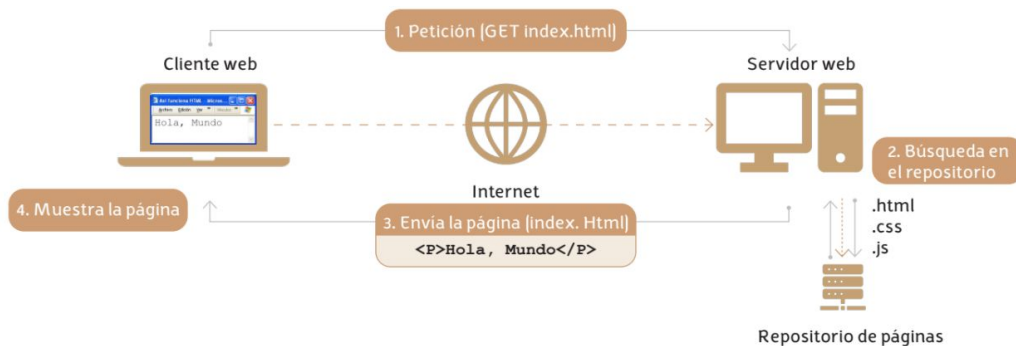 1. Petición (GET index.html)
Cliente web
Servidor web
Hola, Mundo
2. Búsqueda en
el repositorio
Internet
4. Muestra la página
3. Envía la página (index. Html)
<P>Hola, Mundo</P>
.html
.css
.js
Repositorio de páginas